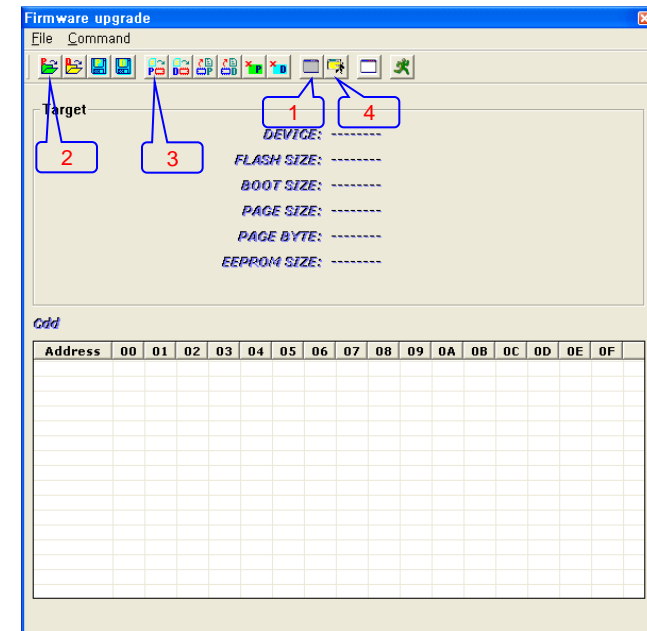 Firmware upgrade
File Command
P D P D P D
Target
1 4
2 3
DEVICE: --------
FLASH SIZE: --------
BOOT SIZE: --------
PAGE SIZE: --------
PAGE BYTE: --------
EEPROM SIZE: --------
Odd
Address 00 01 02 03 04 05 06 07 08 09 0A 0B 0C 0D 0E 0F